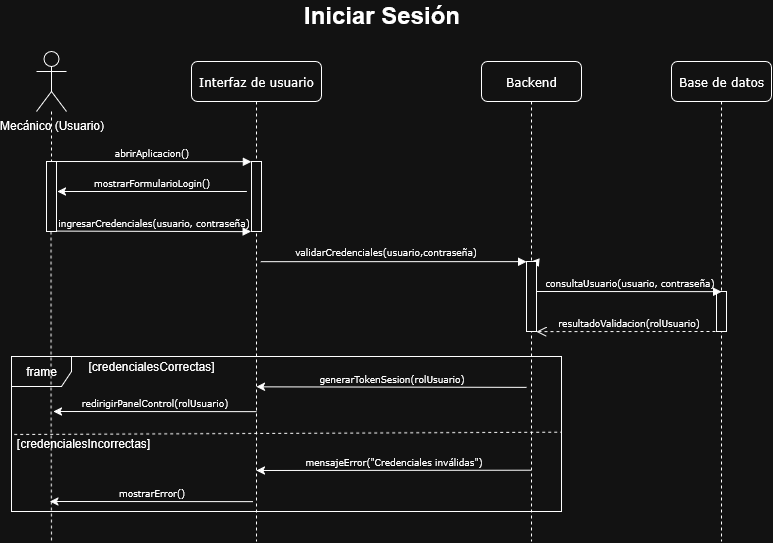 Iniciar Sesión
Interfaz de usuario
Backend
Base de datos
Mecánico (Usuario)
abrirAplicacion()
mostrarFormularioLogin()
ingresarCredenciales(usuario, contraseña)
validarCredenciales(usuario,contraseña)
consultaUsuario(usuario, contraseña)
resultadoValidacion(rolUsuario)
frame
[credencialesCorrectas]
generarTokenSesion(rolUsuario)
redirigirPanelControl(rolUsuario)
[credencialesIncorrectas]
mensajeError("Credenciales inválidas")
mostrarError()